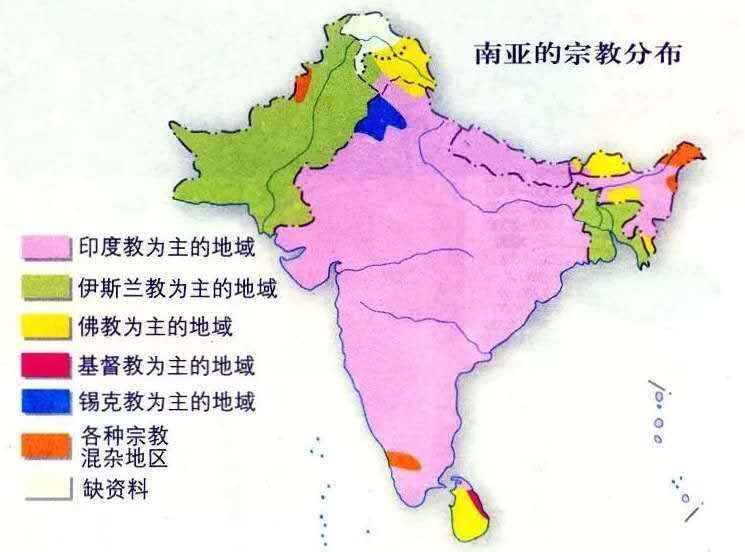 南亚的宗教分布
印度教为主的地域
伊斯兰教为主的地域
佛教为主的地域
基督教为主的地域
锡克教为主的地域
各种宗教
混杂地区
缺资料